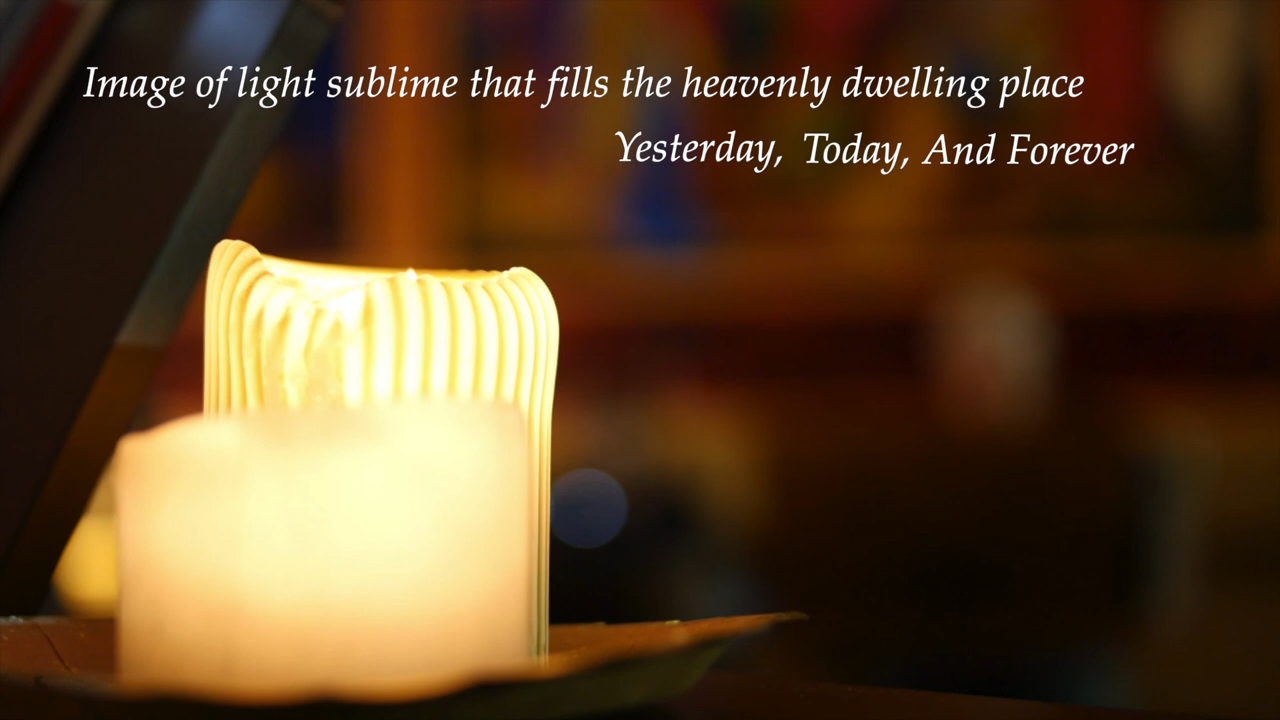 Image of light sublime that fills the heavenly dwelling place
Yesterday, Today, And Forever